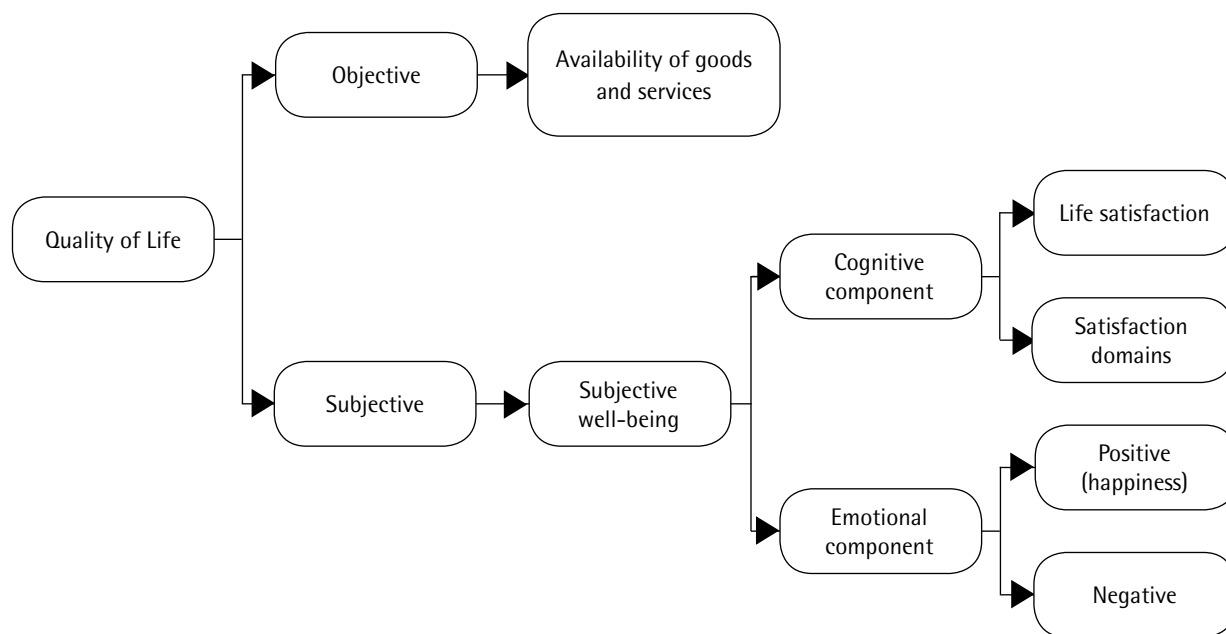 Quality of Life
Objective
Availability of goods
and services
Subjective
Subjective
well-being
Cognitive
component
Life satisfaction
Satisfaction
domains
Emotional
component
Positive
(happiness)
Negative